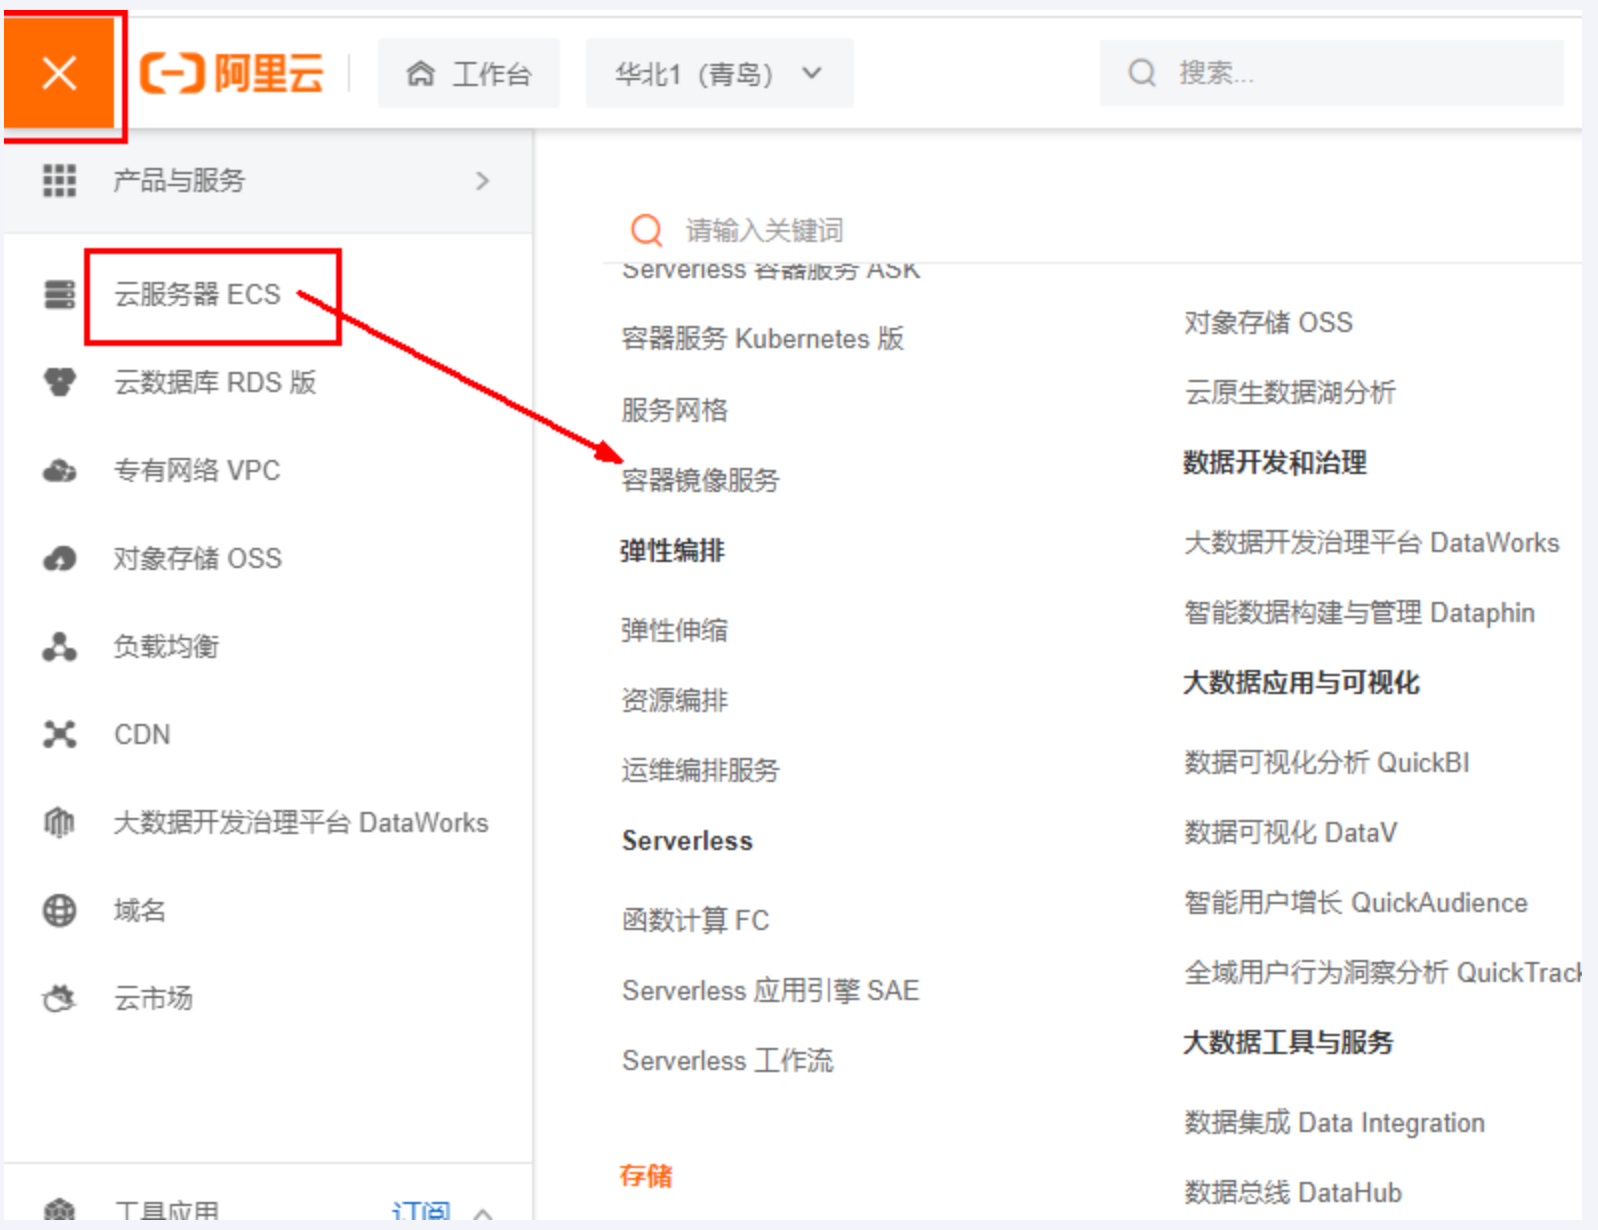 阿里云
工作台
华北1（青岛）
搜索...
产品与服务
云服务器 ECS
云数据库 RDS 版
专有网络 VPC
对象存储 OSS
负载均衡
CDN
大数据开发治理平台 DataWorks
域名
云市场
工具应用 订阅
请输入关键词
Serverless 容器服务 ASK
容器服务 Kubernetes 版
服务网格
容器镜像服务
弹性编排
弹性伸缩
资源编排
运维编排服务
Serverless
函数计算 FC
Serverless 应用引擎 SAE
Serverless 工作流
存储
对象存储 OSS
云原生数据湖分析
数据开发和治理
大数据开发治理平台 DataWorks
智能数据构建与管理 Dataphin
大数据应用与可视化
数据可视化分析 QuickBI
数据可视化 DataV
智能用户增长 QuickAudience
全域用户行为洞察分析 QuickTrack
大数据工具与服务
数据集成 Data Integration
数据总线 DataHub